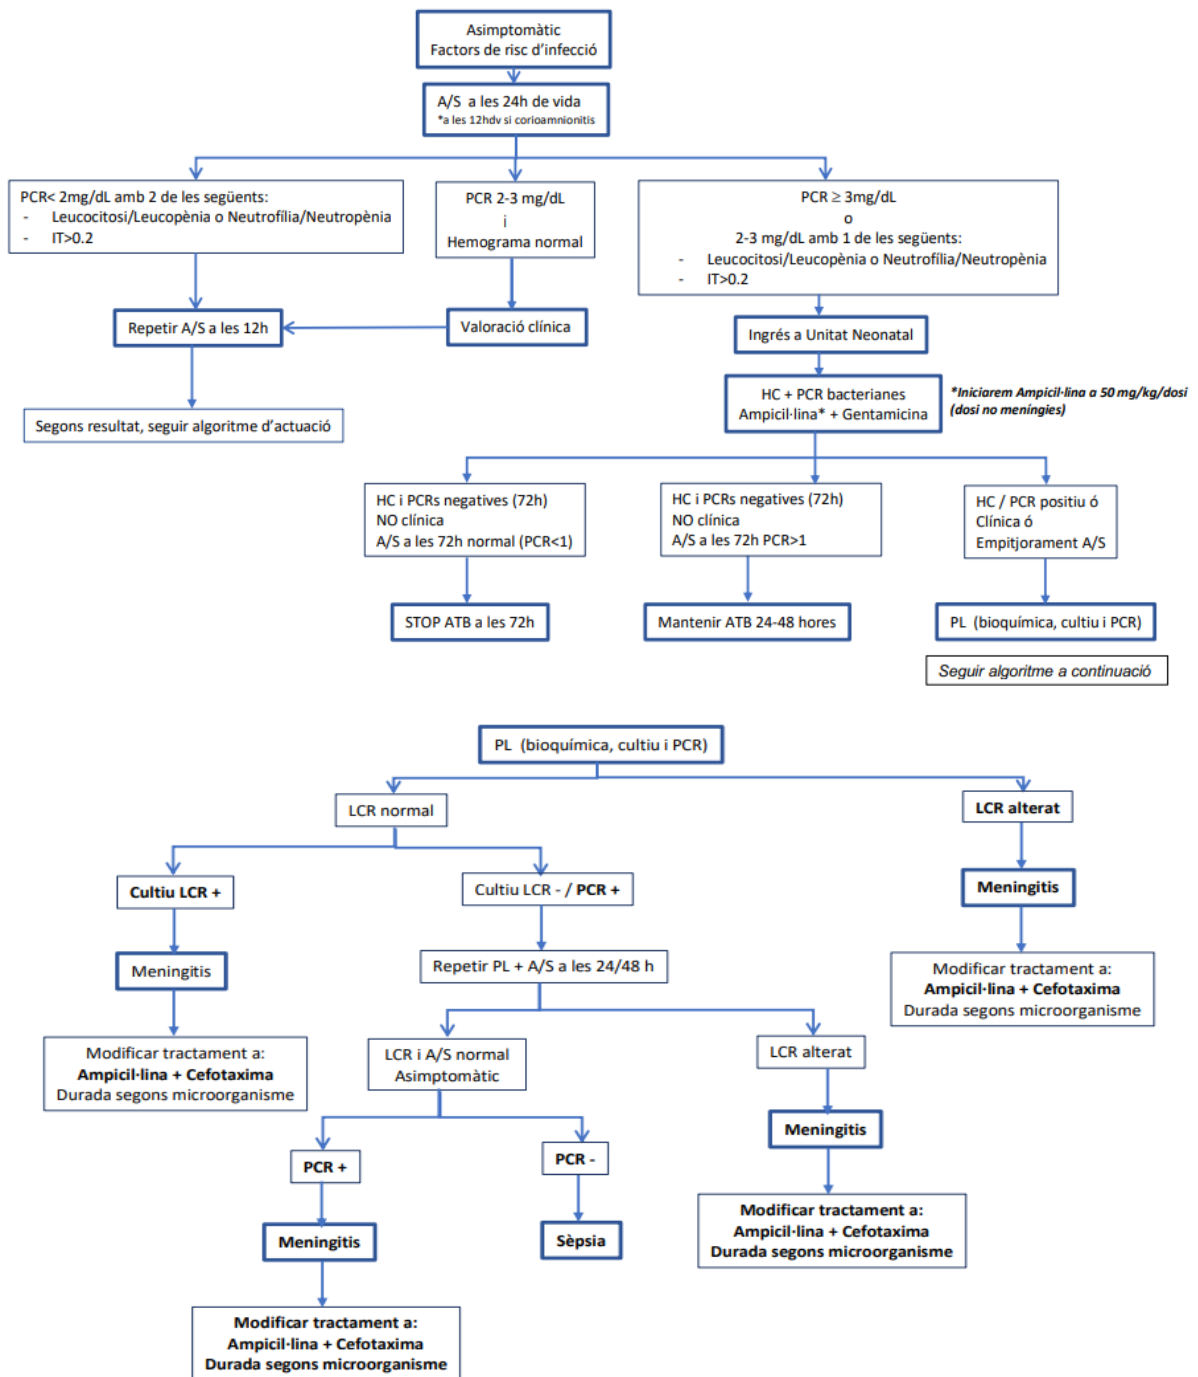 Asimptomàtic
Factors de risc d'infecció
A/S a les 24h de vida
*a les 12hdv si corioamnionitis
PCR< 2mg/dL amb 2 de les següents:
- Leucocitosi/Leucopènia o Neutrofília/Neutropènia
- IT>0.2
PCR 2-3 mg/dL
i
Hemograma normal
PCR ≥ 3mg/dL
o
2-3 mg/dL amb 1 de les següents:
- Leucocitosi/Leucopènia o Neutrofília/Neutropènia
- IT>0.2
Repetir A/S a les 12h
Valoració clínica
Ingrés a Unitat Neonatal
Segons resultat, seguir algoritme d'actuació
HC + PCR bacterianes
Ampicil·lina* + Gentamicina
*Iniciarem Ampicil·lina a 50 mg/kg/dosi
(dosi no meníngies)
HC i PCRs negatives (72h)
NO clínica
A/S a les 72h normal (PCR<1)
HC i PCRs negatives (72h)
NO clínica
A/S a les 72h PCR>1
HC / PCR positiu ó
Clínica ó
Empitjorament A/S
STOP ATB a les 72h
Mantenir ATB 24-48 hores
PL (bioquímica, cultiu i PCR)
Seguir algoritme a continuació
PL (bioquímica, cultiu i PCR)
LCR normal
LCR alterat
Cultiu LCR +
Cultiu LCR - / PCR +
Meningitis
Meningitis
Repetir PL + A/S a les 24/48 h
Modificar tractament a:
Ampicil·lina + Cefotaxima
Durada segons microorganisme
Modificar tractament a:
Ampicil·lina + Cefotaxima
Durada segons microorganisme
LCR i A/S normal
Asimptomàtic
LCR alterat
Meningitis
PCR +
PCR -
Modificar tractament a:
Ampicil·lina + Cefotaxima
Durada segons microorganisme
Meningitis
Sèpsia
Modificar tractament a:
Ampicil·lina + Cefotaxima
Durada segons microorganisme